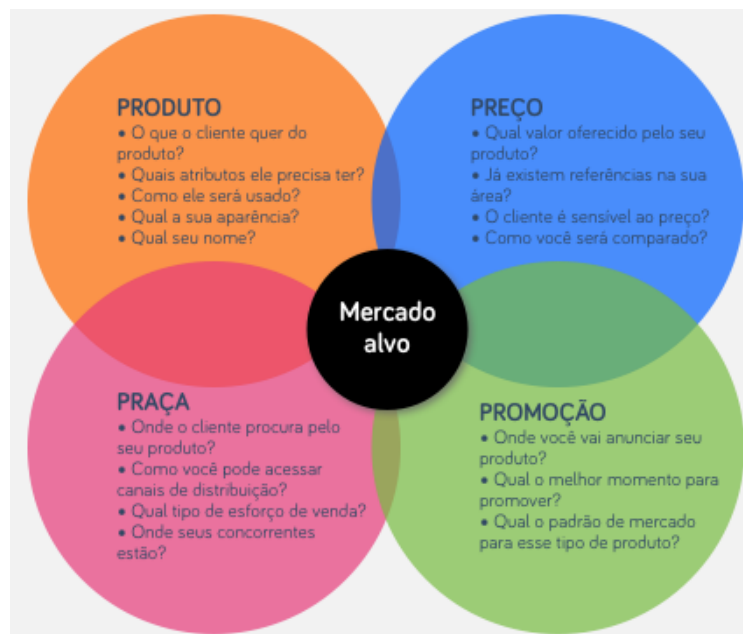 PRODUTO
• O que o cliente quer do
produto?
• Quais atributos ele precisa ter?
• Como ele será usado?
• Qual a sua aparência?
• Qual seu nome?
PREÇO
• Qual valor oferecido pelo seu
produto?
• Já existem referências na sua
área?
• O cliente é sensível ao preço?
• Como você será comparado?
Mercado
alvo
PRAÇA
• Onde o cliente procura pelo
seu produto?
• Como você pode acessar
canais de distribuição?
• Qual tipo de esforço de venda?
• Onde seus concorrentes
estão?
PROMOÇÃO
• Onde você vai anunciar seu
produto?
• Qual o melhor momento para
promover?
• Qual o padrão de mercado
para esse tipo de produto?